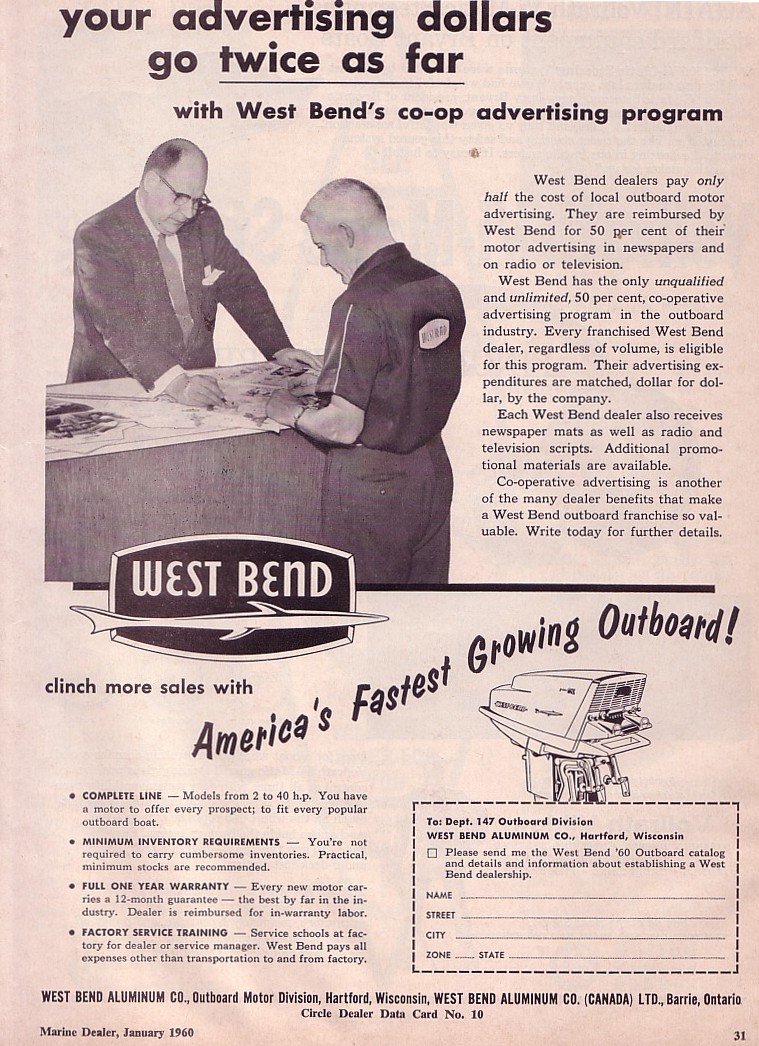 your advertising dollars
go twice as far
with West Bend's co-op advertising program
West Bend dealers pay only
half the cost of local outboard motor
advertising. They are reimbursed by
West Bend for 50 per cent of their
motor advertising in newspapers and
on radio or television.
West Bend has the only unqualified
and unlimited, 50 per cent, co-operative
advertising program in the outboard
industry. Every franchised West Bend
dealer, regardless of volume, is eligible
for this program. Their advertising ex-
penditures are matched, dollar for dol-
lar, by the company.
Each West Bend dealer also receives
newspaper mats as well as radio and
television scripts. Additional promo-
tional materials are available.
Co-operative advertising is another
of the many dealer benefits that make
a West Bend outboard franchise so val-
uable. Write today for further details.
WEST BEND
WEST BEND
clinch more sales with
America's Fastest Growing Outboard!
WEST BEND
• COMPLETE LINE — Models from 2 to 40 h.p. You have
a motor to offer every prospect; to fit every popular
outboard boat.
• MINIMUM INVENTORY REQUIREMENTS — You're not
required to carry cumbersome inventories. Practical,
minimum stocks are recommended.
• FULL ONE YEAR WARRANTY — Every new motor car-
ries a 12-month guarantee — the best by far in the in-
dustry. Dealer is reimbursed for in-warranty labor.
• FACTORY SERVICE TRAINING — Service schools at fac-
tory for dealer or service manager. West Bend pays all
expenses other than transportation to and from factory.
To: Dept. 147 Outboard Division
WEST BEND ALUMINUM CO., Hartford, Wisconsin
☐ Please send me the West Bend '60 Outboard catalog
and details and information about establishing a West
Bend dealership.
NAME
STREET
CITY
ZONE STATE
WEST BEND ALUMINUM CO., Outboard Motor Division, Hartford, Wisconsin, WEST BEND ALUMINUM CO. (CANADA) LTD., Barrie, Ontario
Circle Dealer Data Card No. 10
Marine Dealer, January 1960
31